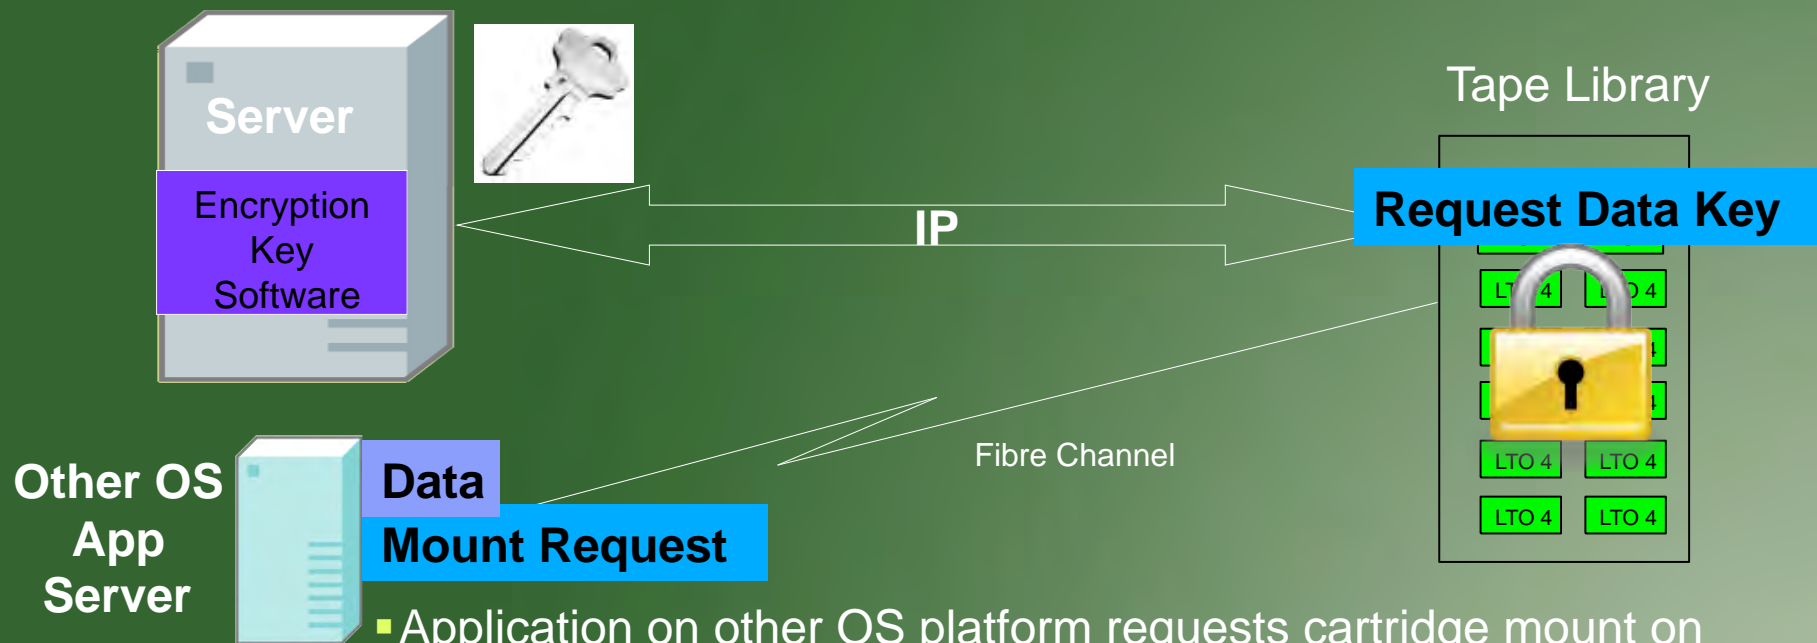 Server
Encryption
Key
Software
IP
Tape Library
Request Data Key
LTO 4
LTO 4
LTO 4
LTO 4
Fibre Channel
Other OS
App
Server
Data
Mount Request
Application on other OS platform requests cartridge mount on